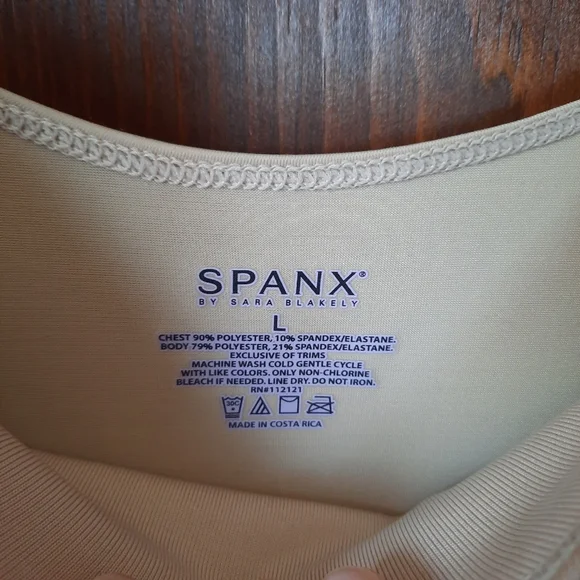 SPANX®
BY SARA BLAKELY
L
CHEST 90% POLYESTER, 10% SPANDEX/ELASTANE.
BODY 79% POLYESTER, 21% SPANDEX/ELASTANE.
EXCLUSIVE OF TRIMS
MACHINE WASH COLD GENTLE CYCLE
WITH LIKE COLORS. ONLY NON-CHLORINE
BLEACH IF NEEDED. LINE DRY. DO NOT IRON.
RN#112121
30C
MADE IN COSTA RICA